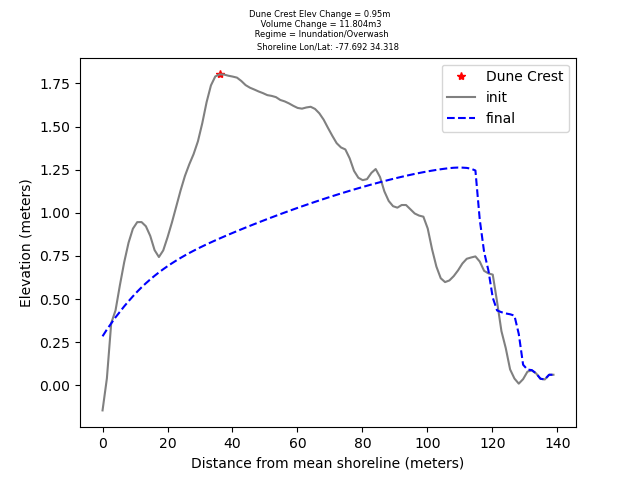 Dune Crest Elev Change = 0.95m
Volume Change = 11.804m3
Regime = Inundation/Overwash
Shoreline Lon/Lat: -77.692 34.318
Dune Crest
init
final
1.75
1.50
1.25
1.00
0.75
0.50
0.25
0.00
Elevation (meters)
0 20 40 60 80 100 120 140
Distance from mean shoreline (meters)